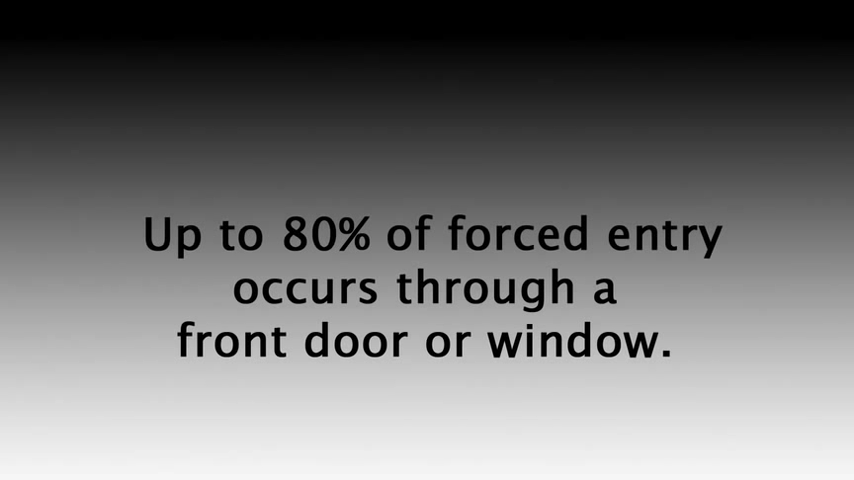 Up to 80% of forced entry
occurs through a
front door or window.